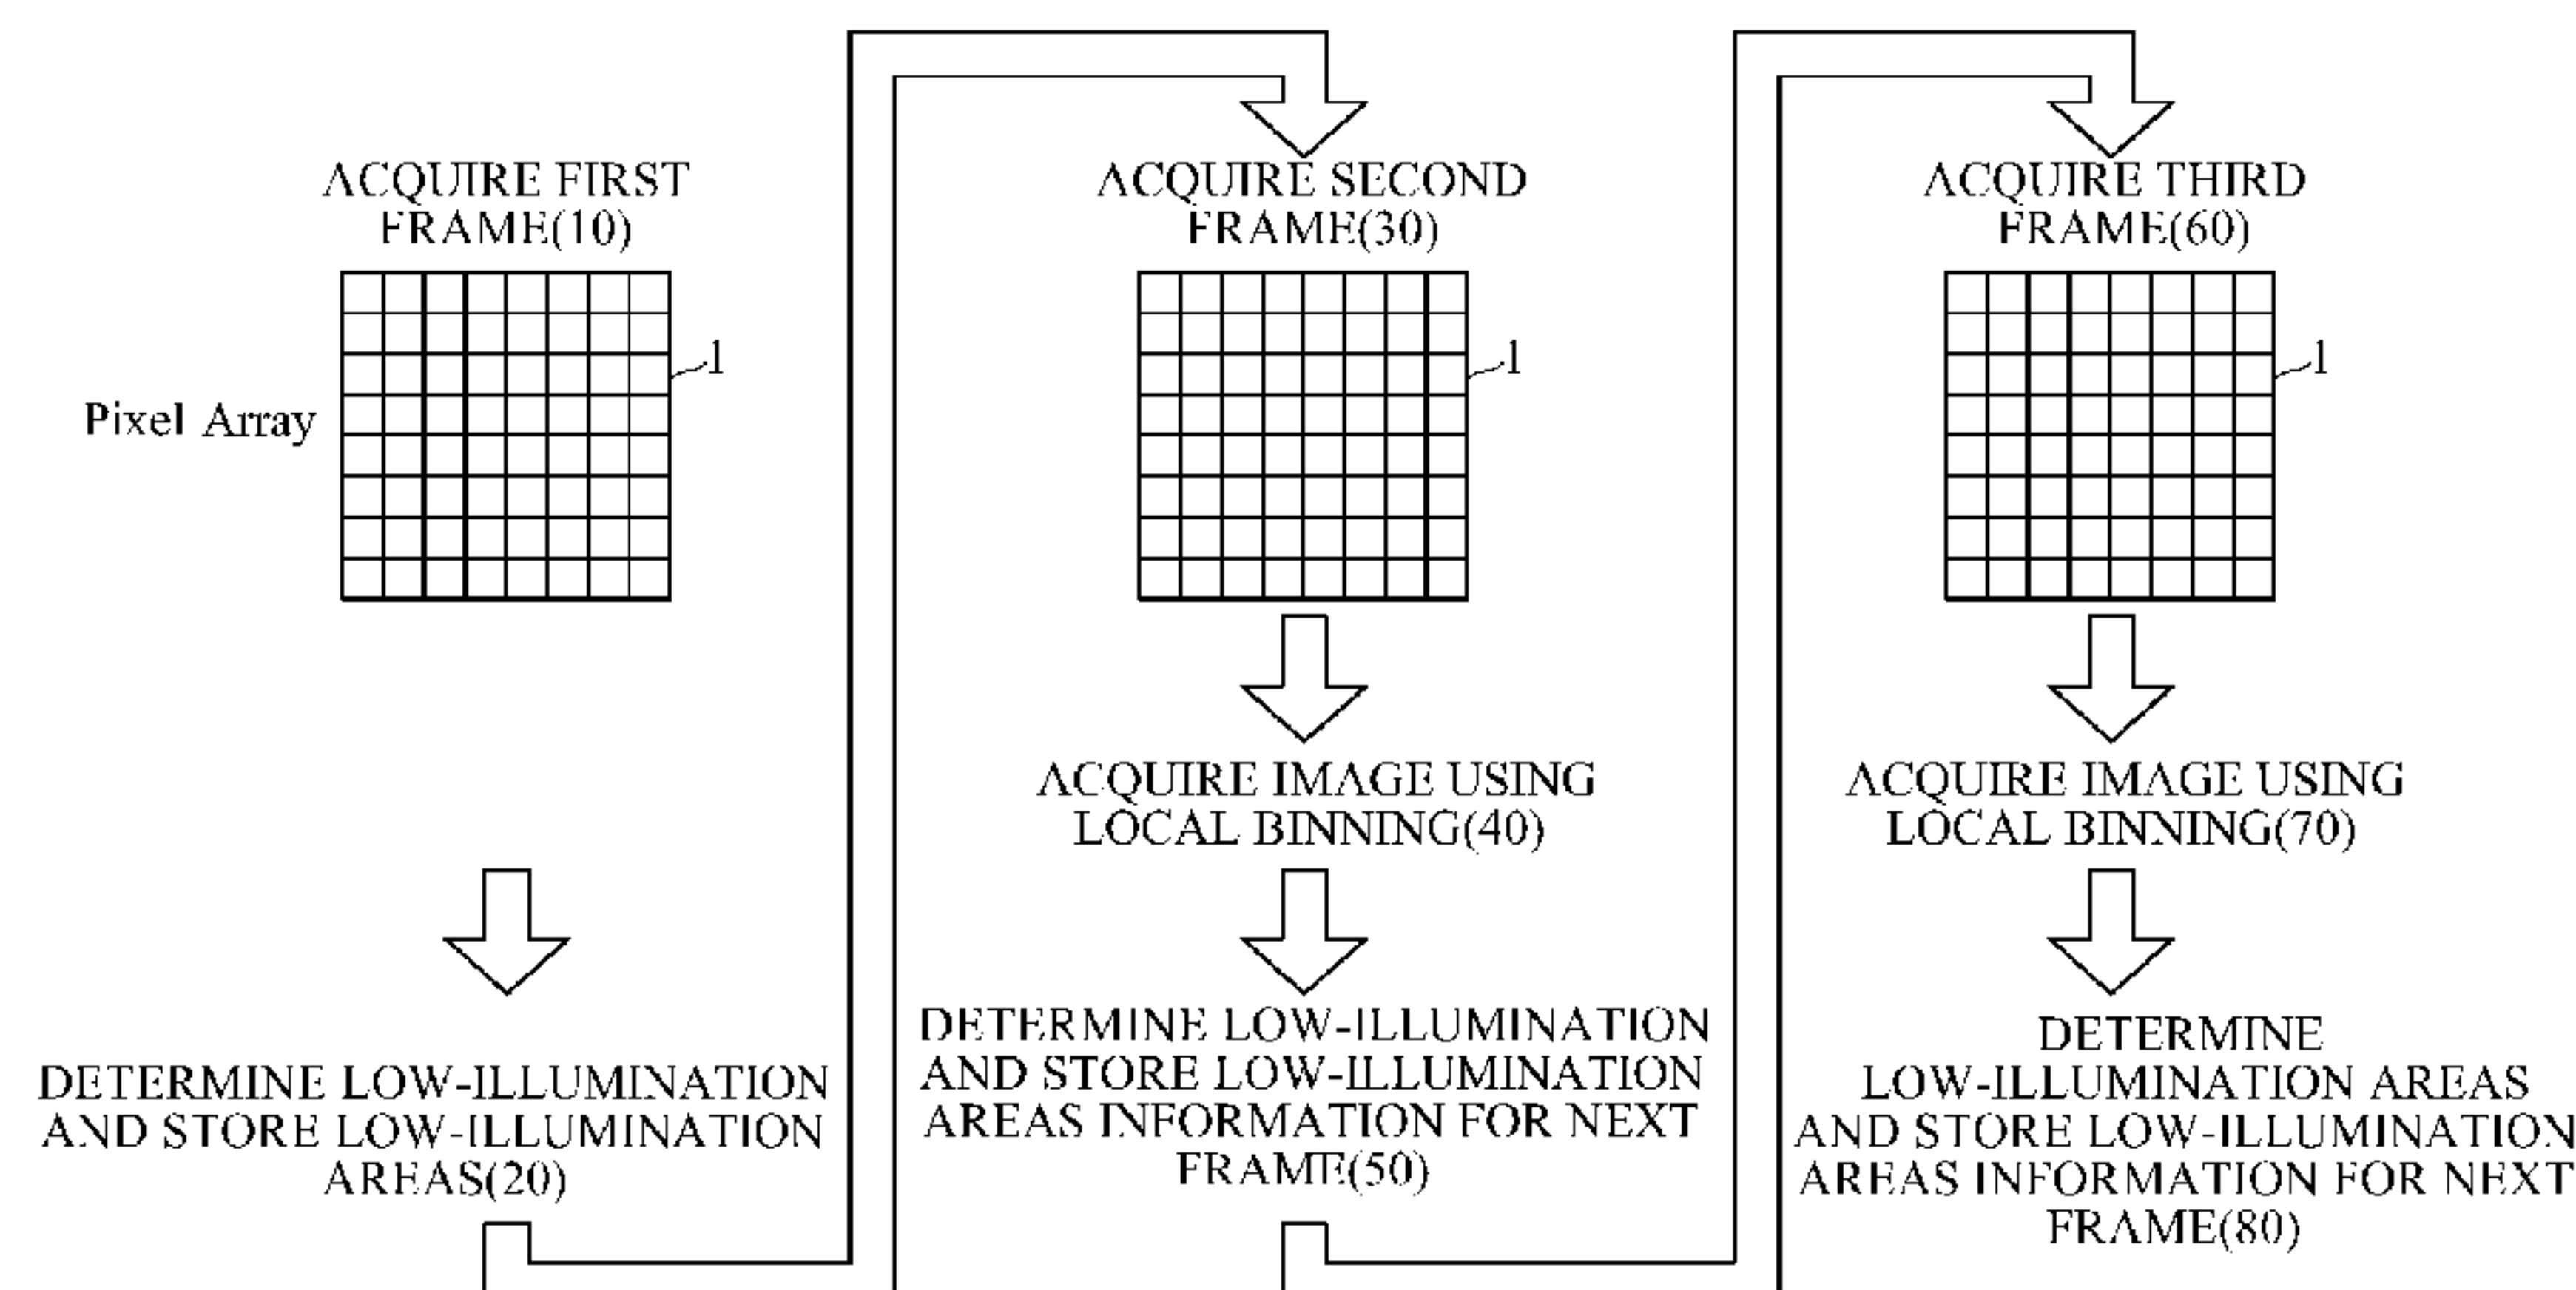 ACQUIRE FIRST
FRAME(10)
Pixel Array
1
DETERMINE LOW-ILLUMINATION
AND STORE LOW-ILLUMINATION
AREAS(20)
ACQUIRE SECOND
FRAME(30)
1
ACQUIRE IMAGE USING
LOCAL BINNING(40)
DETERMINE LOW-ILLUMINATION
AND STORE LOW-ILLUMINATION
AREAS INFORMATION FOR NEXT
FRAME(50)
ACQUIRE THIRD
FRAME(60)
1
ACQUIRE IMAGE USING
LOCAL BINNING(70)
DETERMINE
LOW-ILLUMINATION AREAS
AND STORE LOW-ILLUMINATION
AREAS INFORMATION FOR NEXT
FRAME(80)